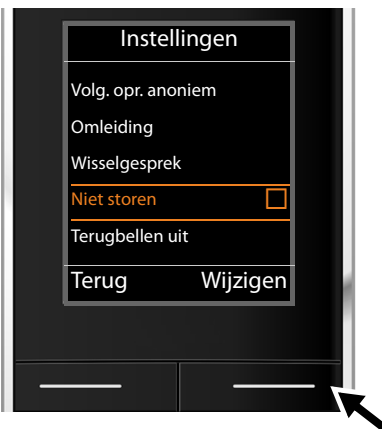 Instellingen
Volg. opr. anoniem
Omleiding
Wisselgesprek
Niet storen
Terugbellen uit
Terug Wijzigen